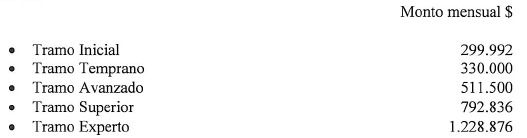 Monto mensual $
• Tramo Inicial 299.992
• Tramo Temprano 330.000
• Tramo Avanzado 511.500
• Tramo Superior 792.836
• Tramo Experto 1.228.876